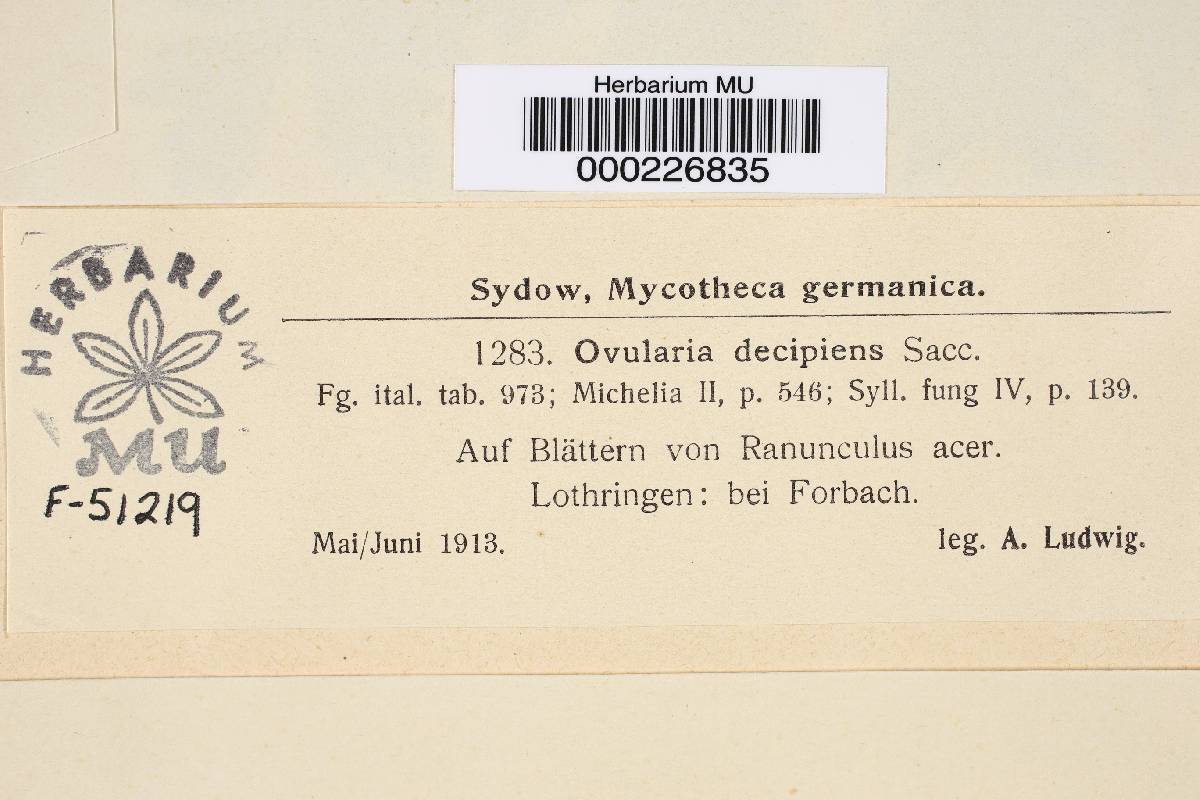 Herbarium MU
000226835
HERBARIUM
MU
F-51219
Sydow, Mycotheca germanica.
1283. Ovularia decipiens Sacc.
Fg. ital. tab. 973; Michelia II, p. 546; Syll. fung IV, p. 139.
Auf Blättern von Ranunculus acer.
Lothringen: bei Forbach.
Mai/Juni 1913. leg. A. Ludwig.